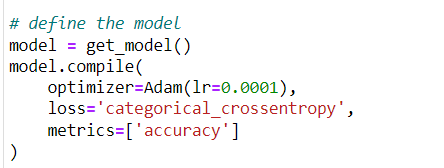 # define the model
model = get_model()
model.compile(
    optimizer=Adam(lr=0.0001),
    loss='categorical_crossentropy',
    metrics=['accuracy']
)